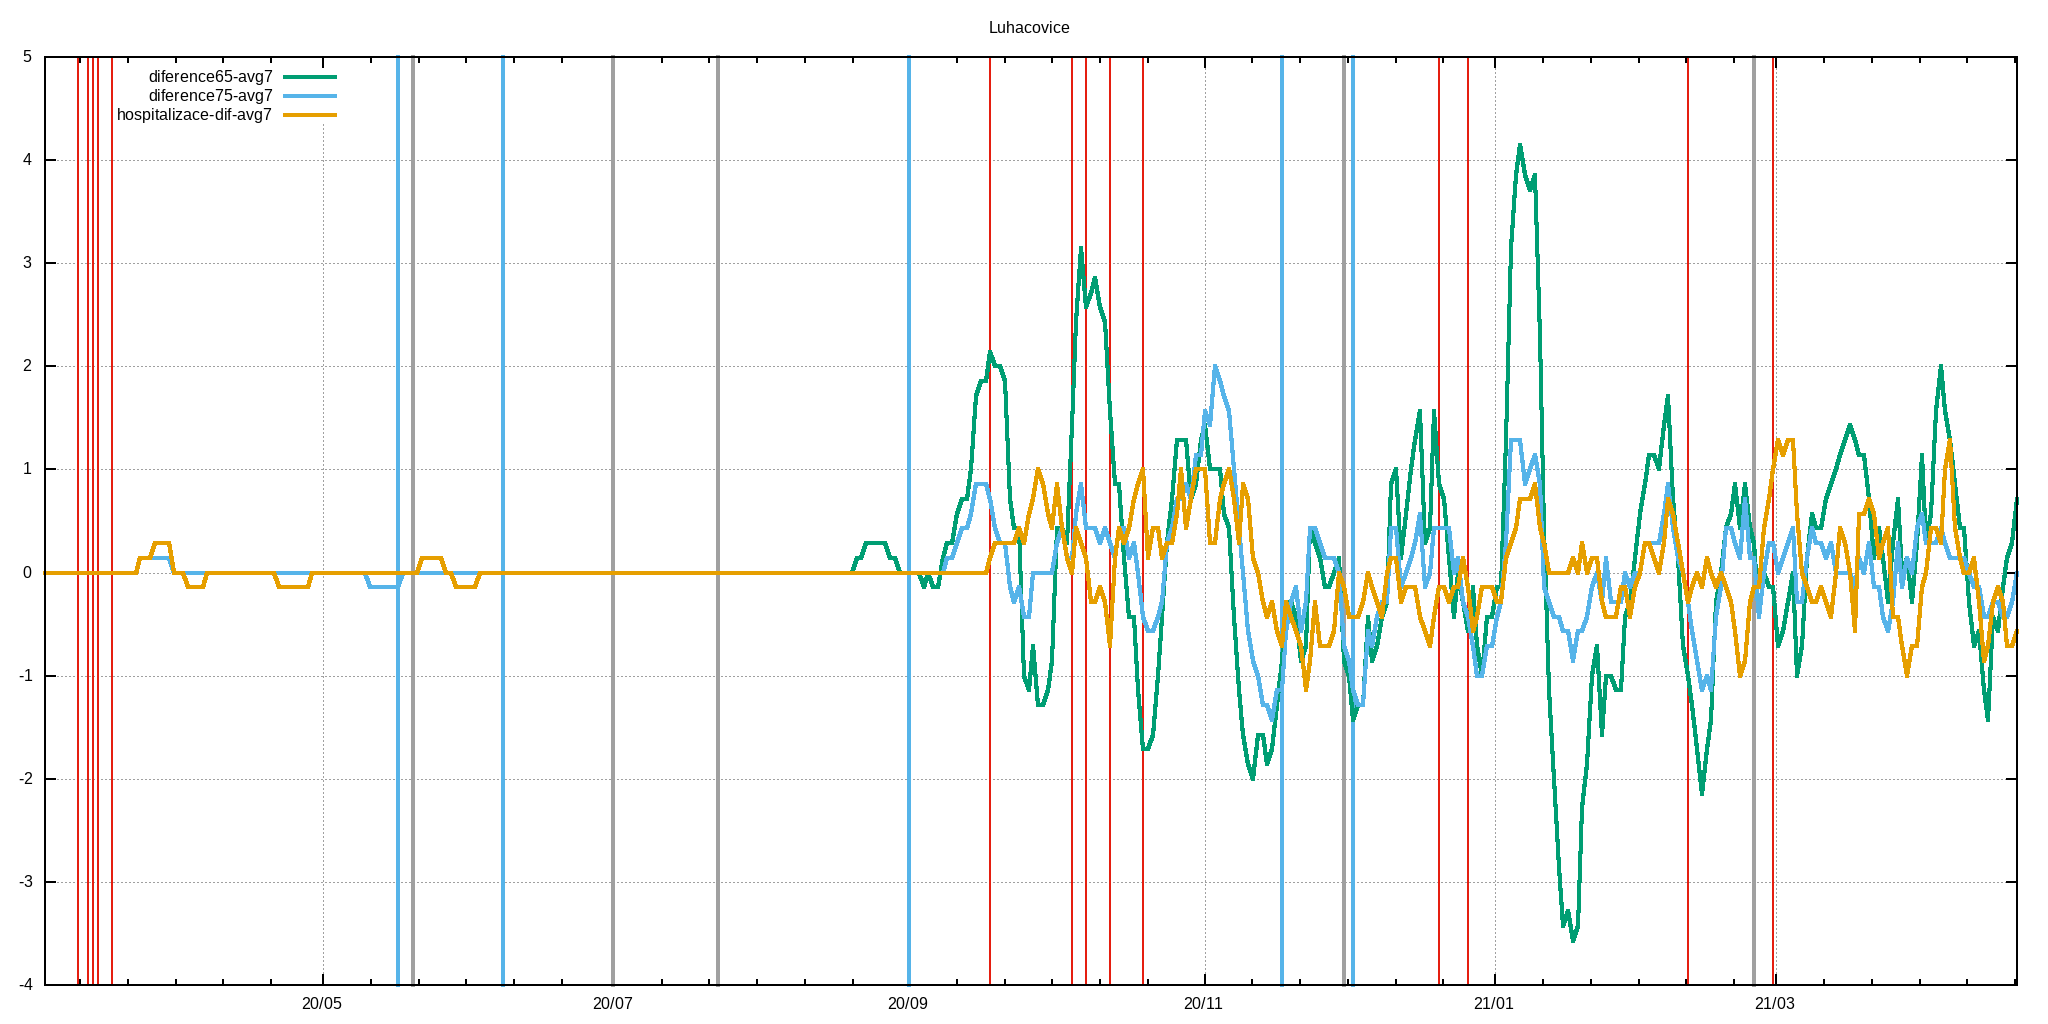 Luhacovice
5
diference65-avg7
diference75-avg7
hospitalizace-dif-avg7
4
3
2
1
0
-1
-2
-3
-4
20/05 20/07 20/09 20/11 21/01 21/03